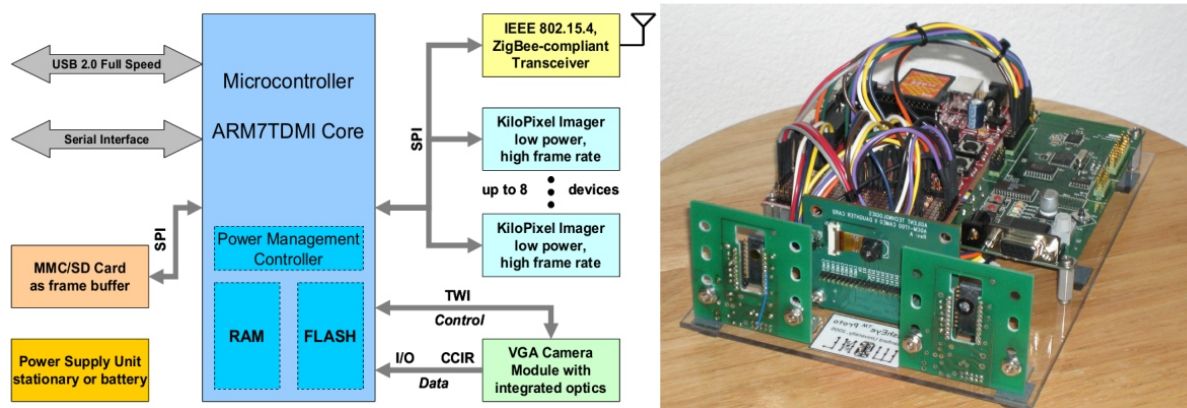 USB 2.0 Full Speed
Serial Interface
SPI
MMC/SD Card
as frame buffer
Power Supply Unit
stationary or battery
Microcontroller
ARM7TDMI Core
Power Management
Controller
RAM
FLASH
SPI
IEEE 802.15.4,
ZigBee-compliant
Transceiver
KiloPixel Imager
low power,
high frame rate
up to 8 devices
KiloPixel Imager
low power,
high frame rate
TWI
Control
I/O CCIR
Data
VGA Camera
Module with
integrated optics